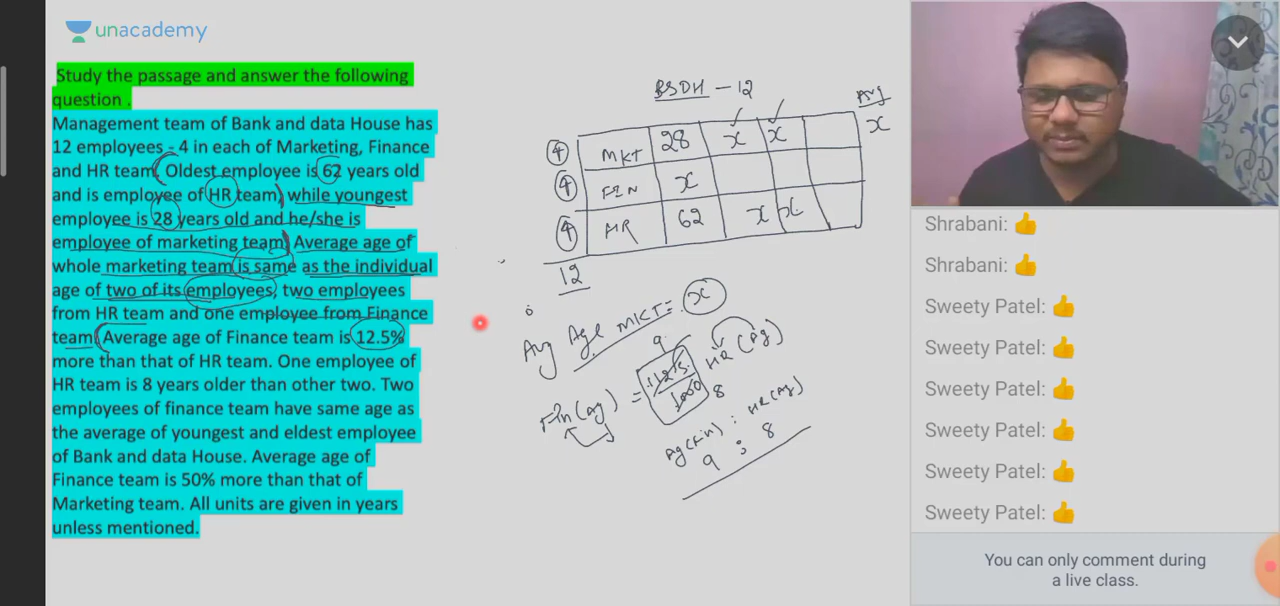 unacademy
Study the passage and answer the following
question .
Management team of Bank and data House has
12 employees - 4 in each of Marketing, Finance
and HR team. Oldest employee is 62 years old
and is employee of HR team, while youngest
employee is 28 years old and he/she is
employee of marketing team. Average age of
whole marketing team is same as the individual
age of two of its employees, two employees
from HR team and one employee from Finance
team. Average age of Finance team is 12.5%
more than that of HR team. One employee of
HR team is 8 years older than other two. Two
employees of finance team have same age as
the average of youngest and eldest employee
of Bank and data House. Average age of
Finance team is 50% more than that of
Marketing team. All units are given in years
unless mentioned.
BSDH - 12
Avg
4 MKT 28 x x x
4 FIN x
4 HR 62 x x
12
Avg Age MKT = x
9
Fin(Ag) = 1125/1000 HR(Ag)
8
Ag(Fin) : HR(Ag)
9 : 8
Shrabani: 👍
Shrabani: 👍
Sweety Patel: 👍
Sweety Patel: 👍
Sweety Patel: 👍
Sweety Patel: 👍
Sweety Patel: 👍
Sweety Patel: 👍
You can only comment during
a live class.